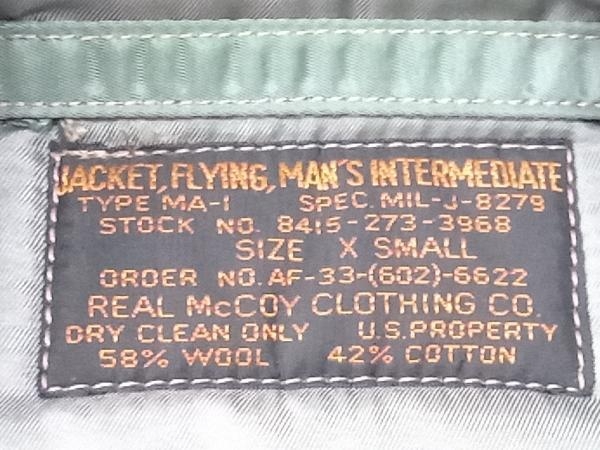 JACKET, FLYING, MAN'S INTERMEDIATE
TYPE MA-1 SPEC. MIL-J-8279
STOCK NO. 8415-273-3968
SIZE X SMALL
ORDER NO. AF-33-(602)-6622
REAL McCOY CLOTHING CO.
DRY CLEAN ONLY U.S. PROPERTY
58% WOOL 42% COTTON